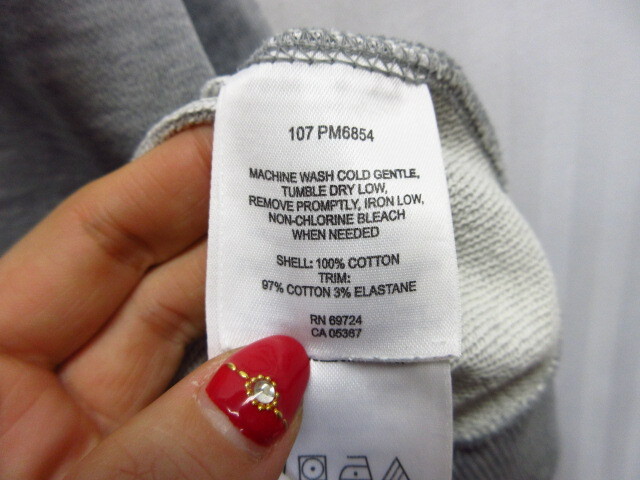 107 PM6854
MACHINE WASH COLD GENTLE,
TUMBLE DRY LOW,
REMOVE PROMPTLY, IRON LOW,
NON-CHLORINE BLEACH
WHEN NEEDED
SHELL: 100% COTTON
TRIM:
97% COTTON 3% ELASTANE
RN 69724
CA 05367